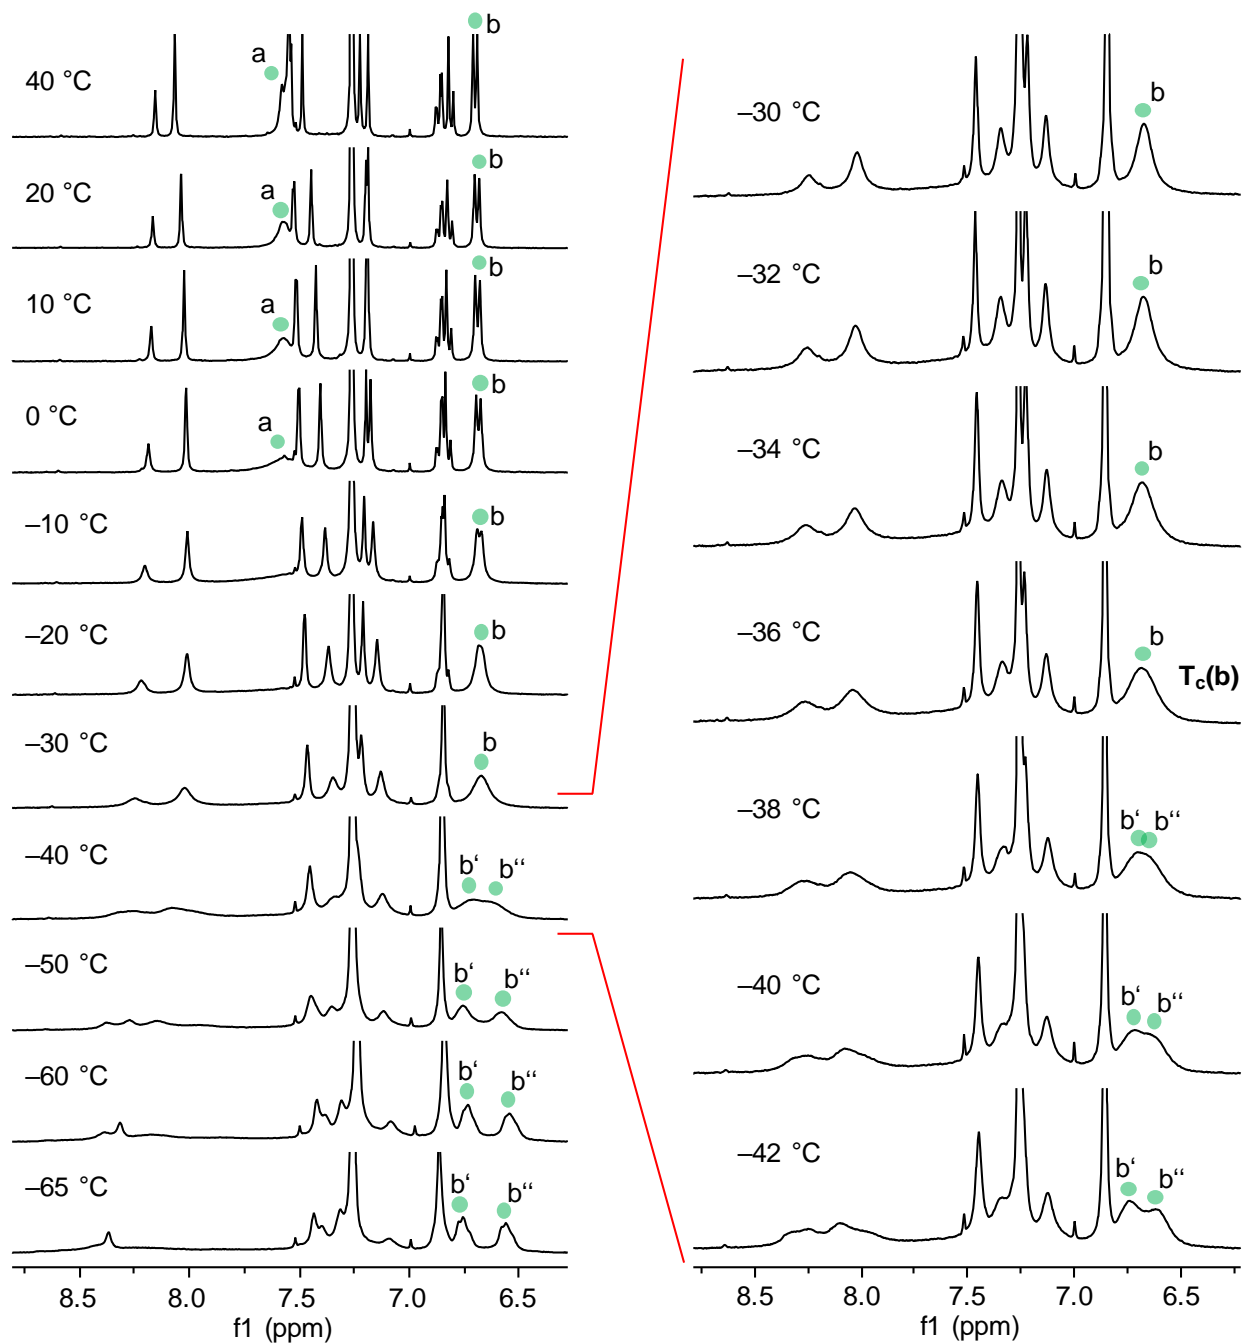 40 °C
a
b
20 °C
a
b
10 °C
a
b
0 °C
a
b
–10 °C
b
–20 °C
b
–30 °C
b
–40 °C
b‘
b‘‘
–50 °C
b‘
b‘‘
–60 °C
b‘
b‘‘
–65 °C
b‘
b‘‘
8.5 8.0 7.5 7.0 6.5
f1 (ppm)
–30 °C
b
–32 °C
b
–34 °C
b
–36 °C
b
Tc(b)
–38 °C
b‘ b‘‘
–40 °C
b‘ b‘‘
–42 °C
b‘ b‘‘
8.5 8.0 7.5 7.0 6.5
f1 (ppm)